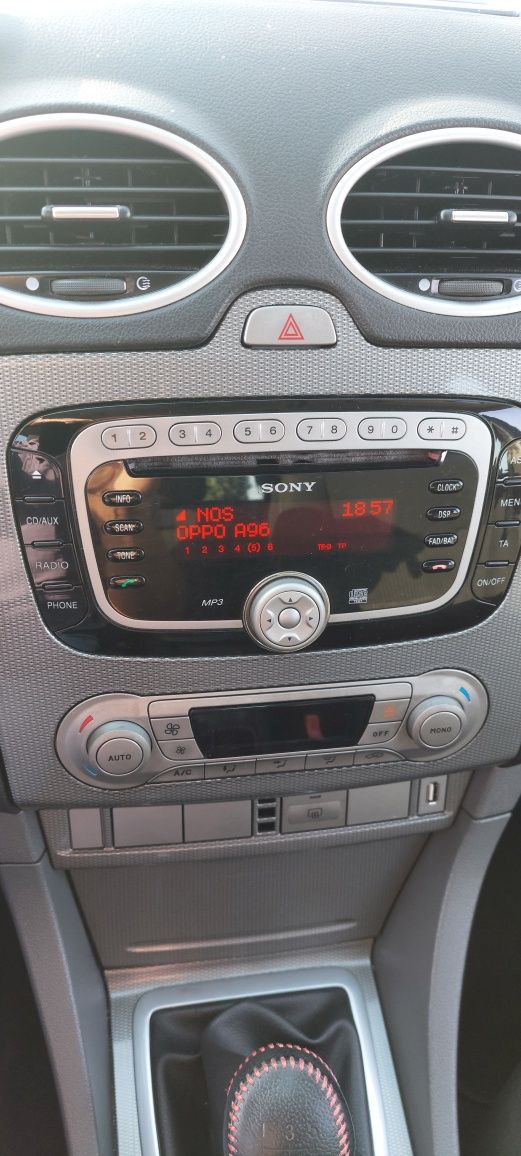 1 2 3 4 5 6 7 8 9 0 * #
SONY
INFO
CLOCK
NOS 18 57
CD/AUX
SCAN
OPPO A96
DSP
MEN
1 2 3 4 (5) 6 TP
TONE
FAD/BAL
TA
RADIO
ON/OFF
PHONE
MP3
AUTO
MONO
OFF
A/C
3